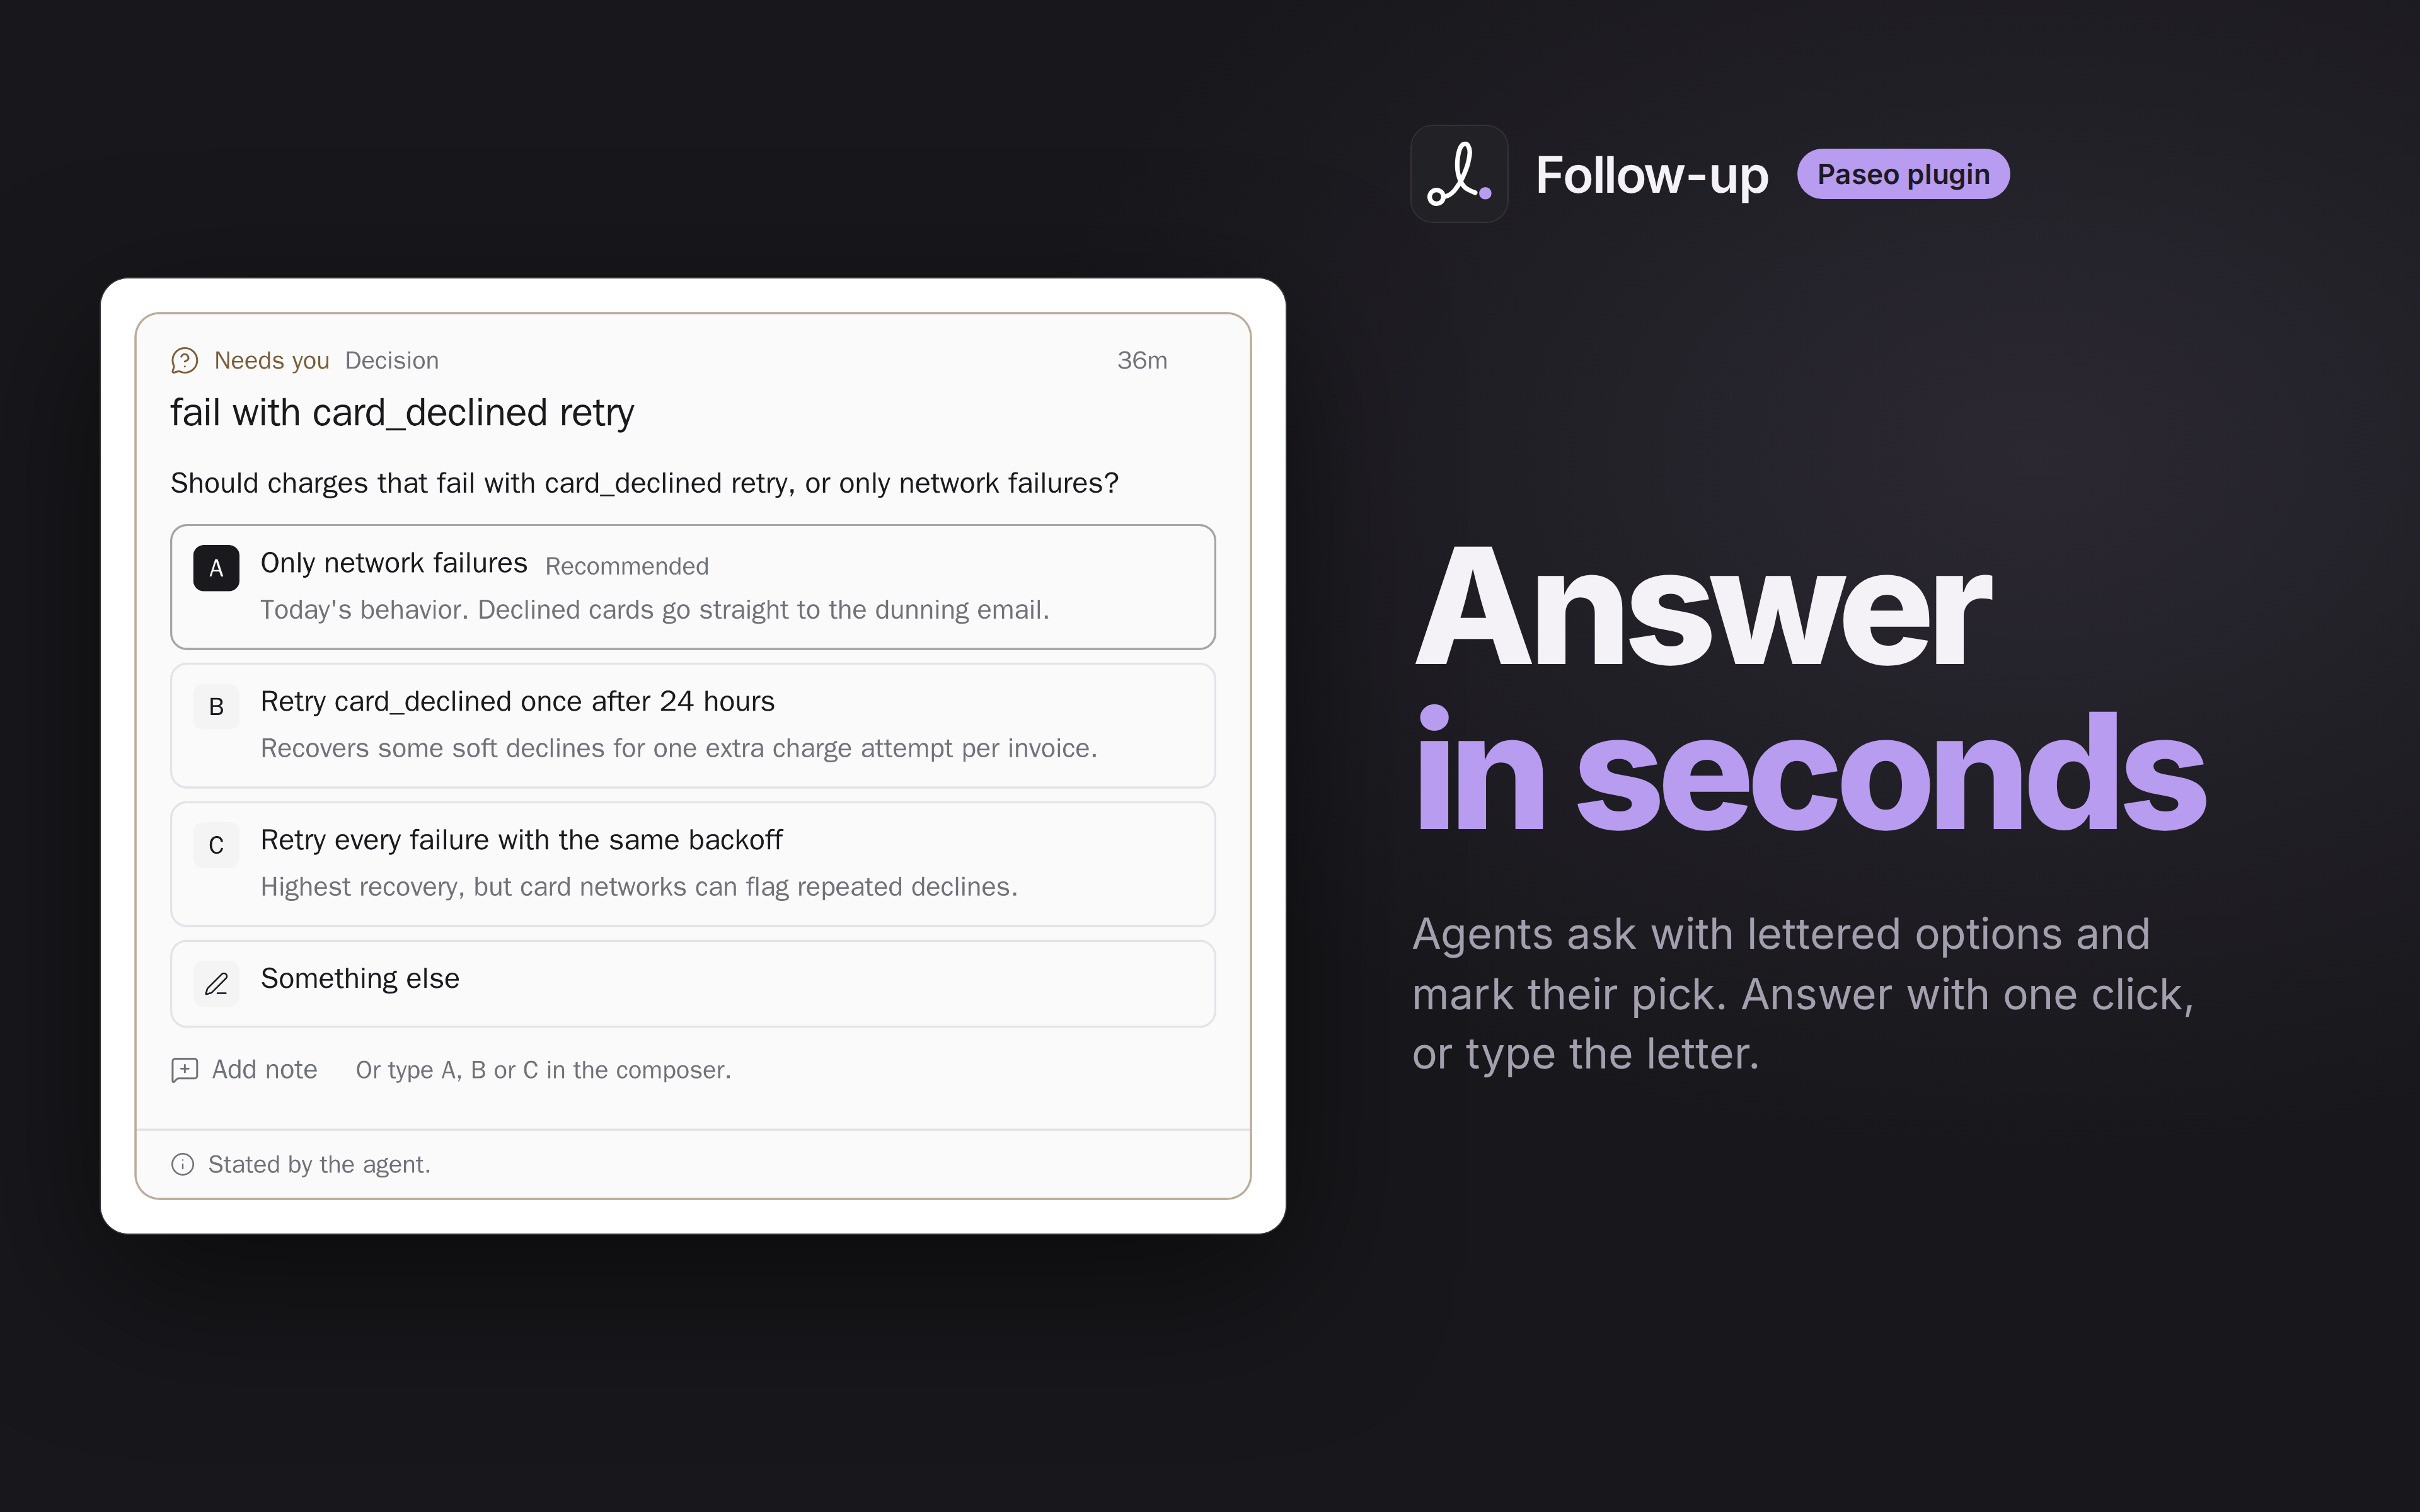 Follow-up
Paseo plugin
Needs you Decision 36m
fail with card_declined retry
Should charges that fail with card_declined retry, or only network failures?
A Only network failures Recommended
Today's behavior. Declined cards go straight to the dunning email.
B Retry card_declined once after 24 hours
Recovers some soft declines for one extra charge attempt per invoice.
C Retry every failure with the same backoff
Highest recovery, but card networks can flag repeated declines.
Something else
Add note Or type A, B or C in the composer.
Stated by the agent.
Answer
in seconds
Agents ask with lettered options and
mark their pick. Answer with one click,
or type the letter.